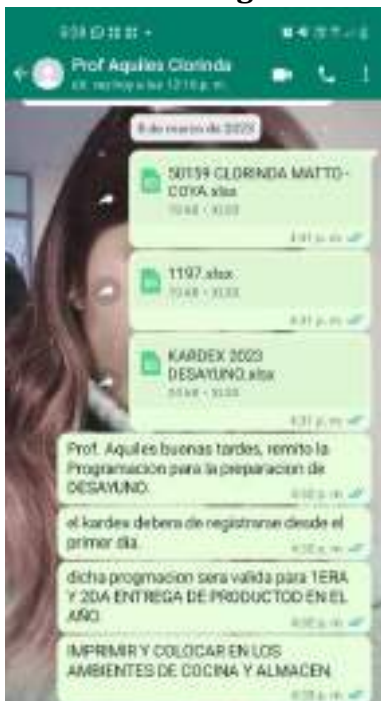 Prof Aquiles Clorinda
8 de marzo de 2023
50159 CLORINDA MATTO-
COYA.xlsx
XLSX
1197.xlsx
XLSX
KARDEX 2023
DESAYUNO.xlsx
XLSX
Prof. Aquiles buenas tardes, remito la
Programacion para la preparacion de
DESAYUNO.
el kardex debera de registrarse desde el
primer dia
dicha progmacion sera valida para 1ERA
Y 2DA ENTREGA DE PRODUCTOD EN EL
AÑO
IMPRIMIR Y COLOCAR EN LOS
AMBIENTES DE COCINA Y ALMACEN